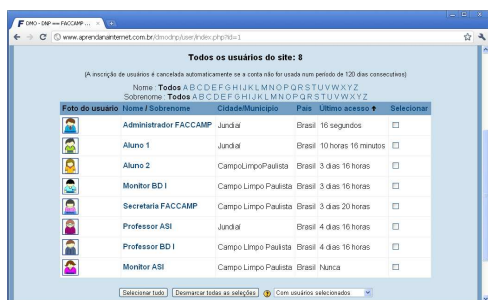 DMO - DNP == FACCAMP ...
www.aprendanainternet.com.br/dmodnp/user/index.php?id=1
Todos os usuários do site: 8
(A inscrição de usuários é cancelada automaticamente se a conta não for usada num período de 120 dias consecutivos)
Nome : Todos A B C D E F G H I J K L M N O P Q R S T U V W X Y Z
Sobrenome : Todos A B C D E F G H I J K L M N O P Q R S T U V W X Y Z
Foto do usuário Nome / Sobrenome Cidade/Município País Último acesso Selecionar
Administrador FACCAMP Jundiaí Brasil 16 segundos
Aluno 1 Jundiaí Brasil 10 horas 16 minutos
Aluno 2 CampoLimpoPaulista Brasil 3 dias 16 horas
Monitor BD I Campo Limpo Paulista Brasil 3 dias 16 horas
Secretaria FACCAMP Campo Limpo Paulista Brasil 3 dias 20 horas
Professor ASI Jundiaí Brasil 4 dias 16 horas
Professor BD I Campo LImpo Paulista Brasil 4 dias 16 horas
Monitor ASI Campo Limpo Paulista Brasil Nunca
Selecionar tudo Desmarcar todas as seleções Com usuários selecionados